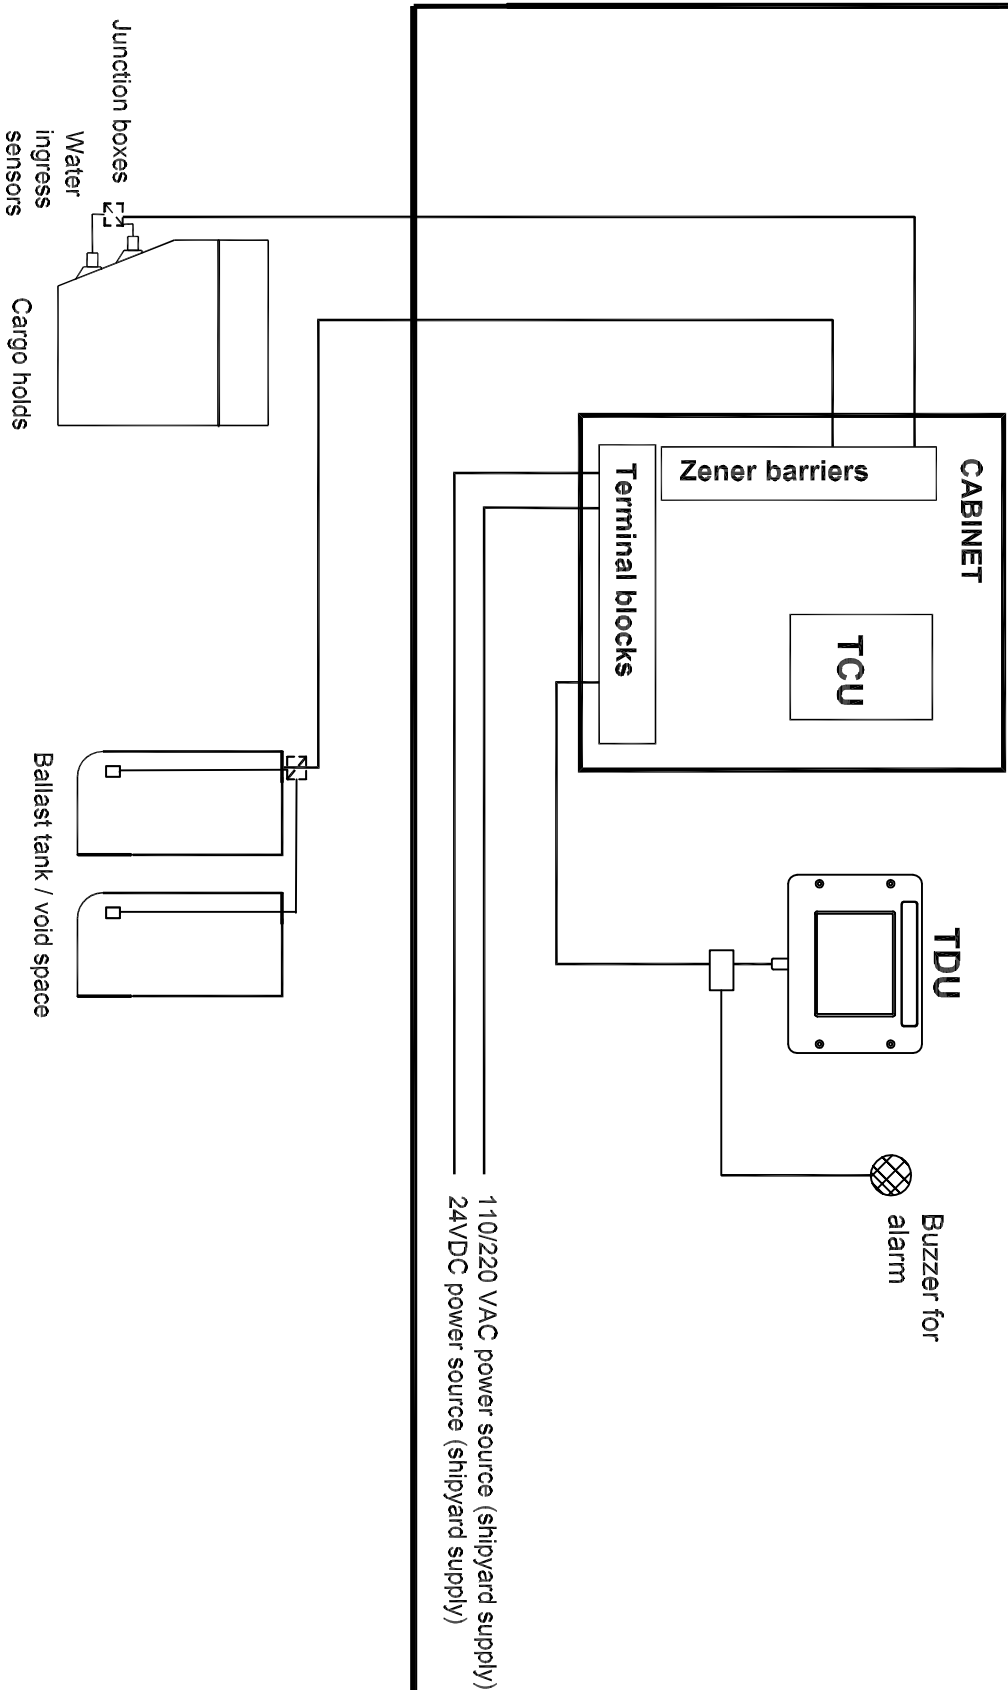 CABINET
Zener barriers
TCU
Terminal blocks
TDU
Buzzer for
alarm
110/220 VAC power source (shipyard supply)
24VDC power source (shipyard supply)
Junction boxes
Water
ingress
sensors
Cargo holds
Ballast tank / void space